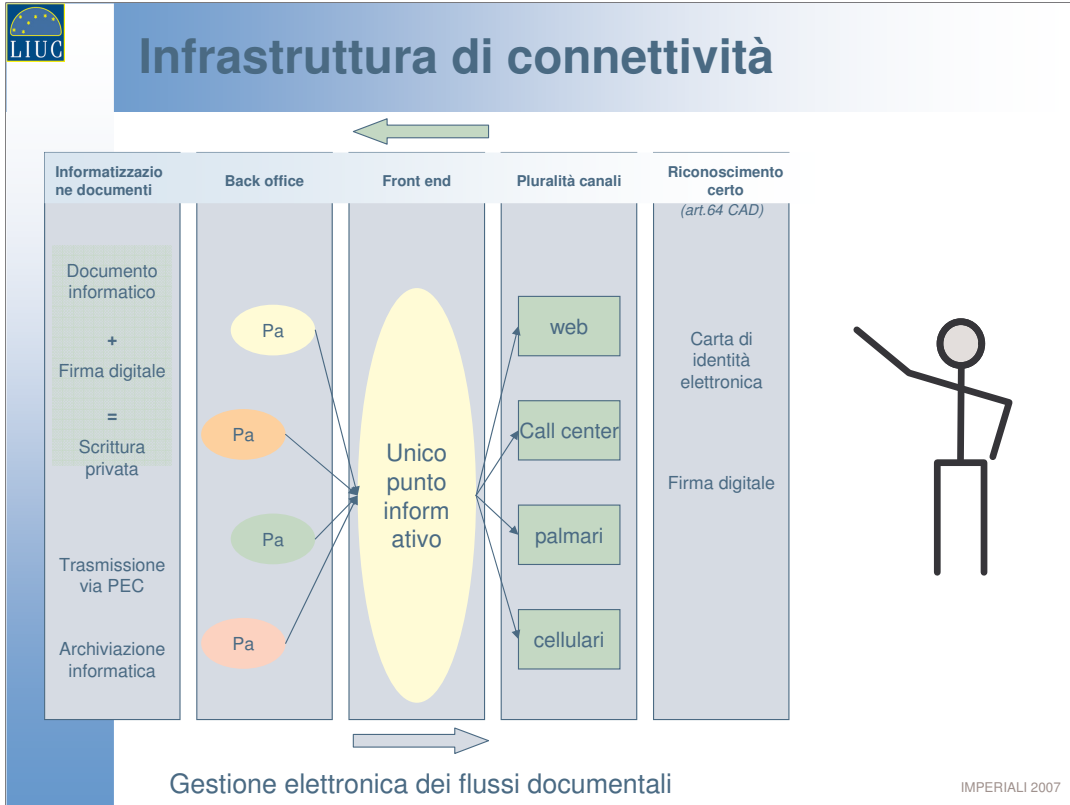 LIUC
Infrastruttura di connettività
Informatizzazio
ne documenti
Back office
Front end
Pluralità canali
Riconoscimento
certo
(art.64 CAD)
Documento
informatico
+
Firma digitale
=
Scrittura
privata
Trasmissione
via PEC
Archiviazione
informatica
Pa
Pa
Pa
Pa
Unico
punto
inform
ativo
web
Call center
palmari
cellulari
Carta di
identità
elettronica
Firma digitale
Gestione elettronica dei flussi documentali
IMPERIALI 2007